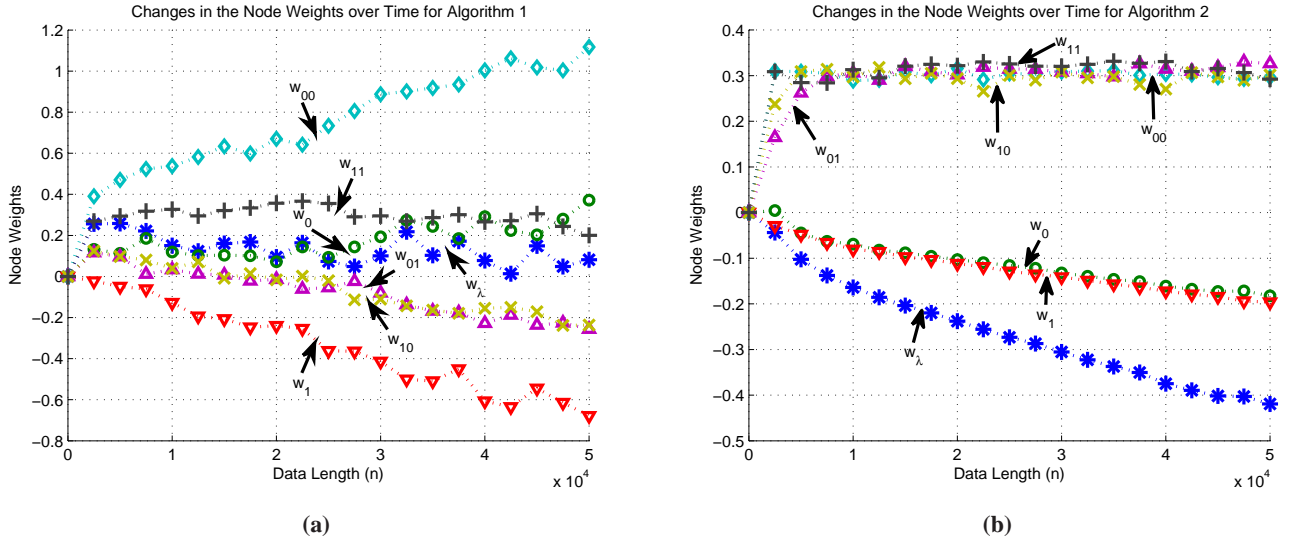 Changes in the Node Weights over Time for Algorithm 1
Node Weights
1.2
1
0.8
0.6
0.4
0.2
0
−0.2
−0.4
−0.6
−0.8
w00
w11
w0
w01
wλ
w10
w1
0 1 2 3 4 5
x 10^4
Data Length (n)
(a)
Changes in the Node Weights over Time for Algorithm 2
Node Weights
0.4
0.3
0.2
0.1
0
−0.1
−0.2
−0.3
−0.4
−0.5
w11
w01
w10
w00
w0
w1
wλ
0 1 2 3 4 5
x 10^4
Data Length (n)
(b)